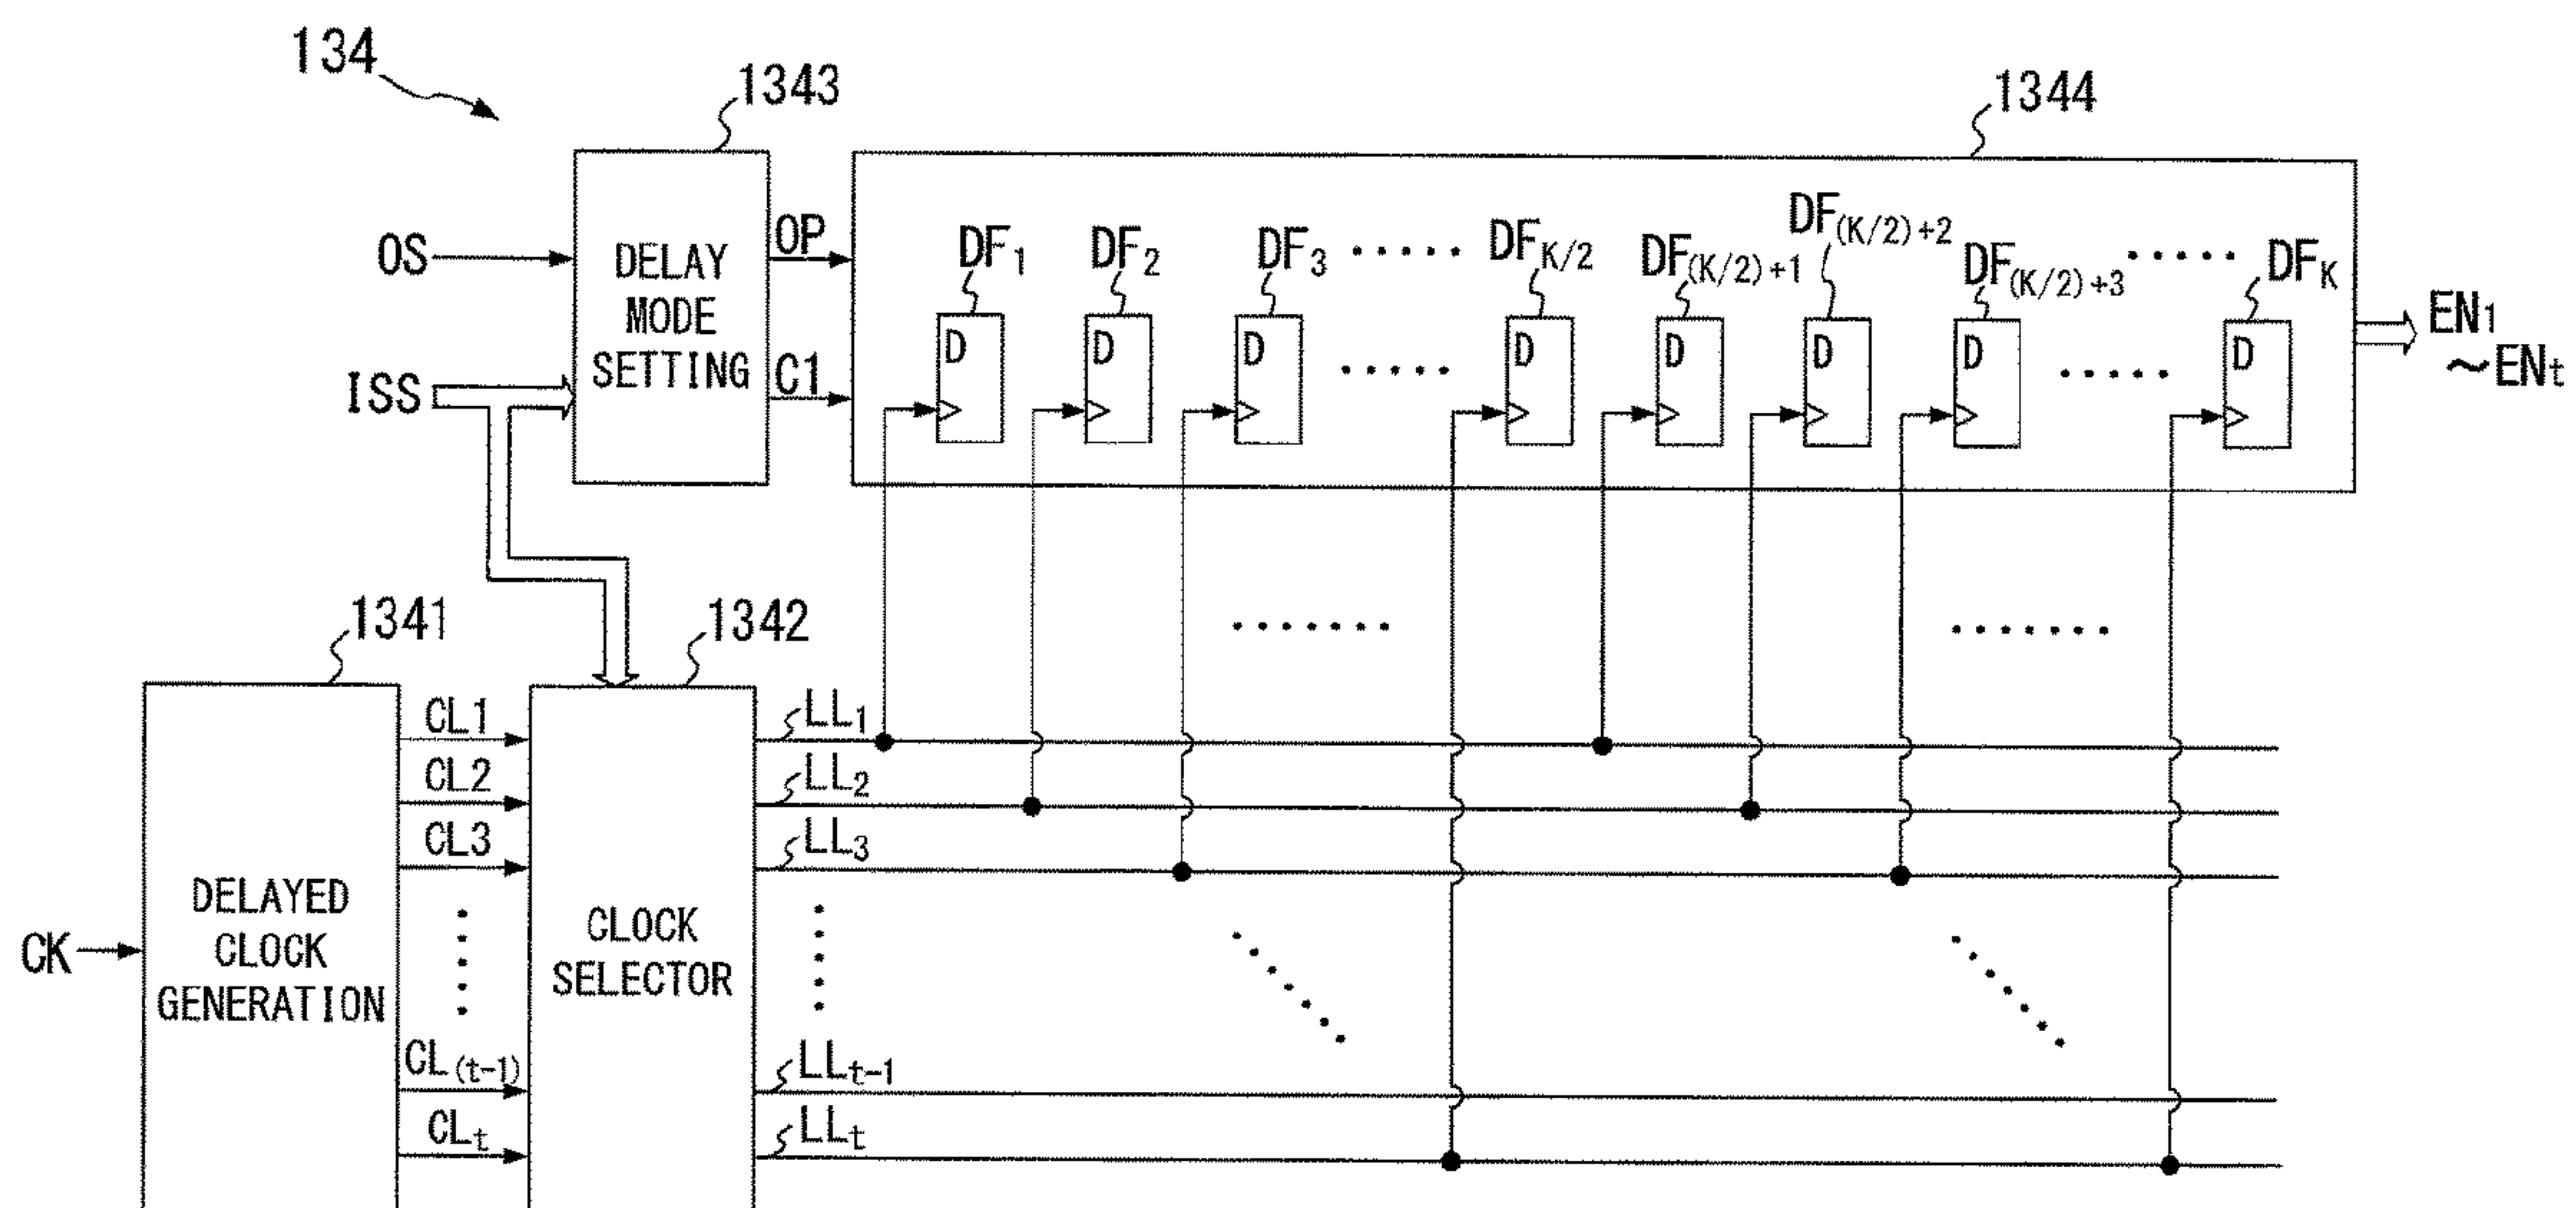 134
1343
1344
OS
ISS
DELAY
MODE
SETTING
OP
C1
DF1
DF2
DF3
·····
DFK/2
DF(K/2)+1
DF(K/2)+2
DF(K/2)+3
·····
DFK
D
D
D
·····
D
D
D
D
·····
D
EN1
~ENt
1341
1342
CK
DELAYED
CLOCK
GENERATION
CL1
CL2
CL3
CL(t-1)
CLt
CLOCK
SELECTOR
LL1
LL2
LL3
LLt-1
LLt